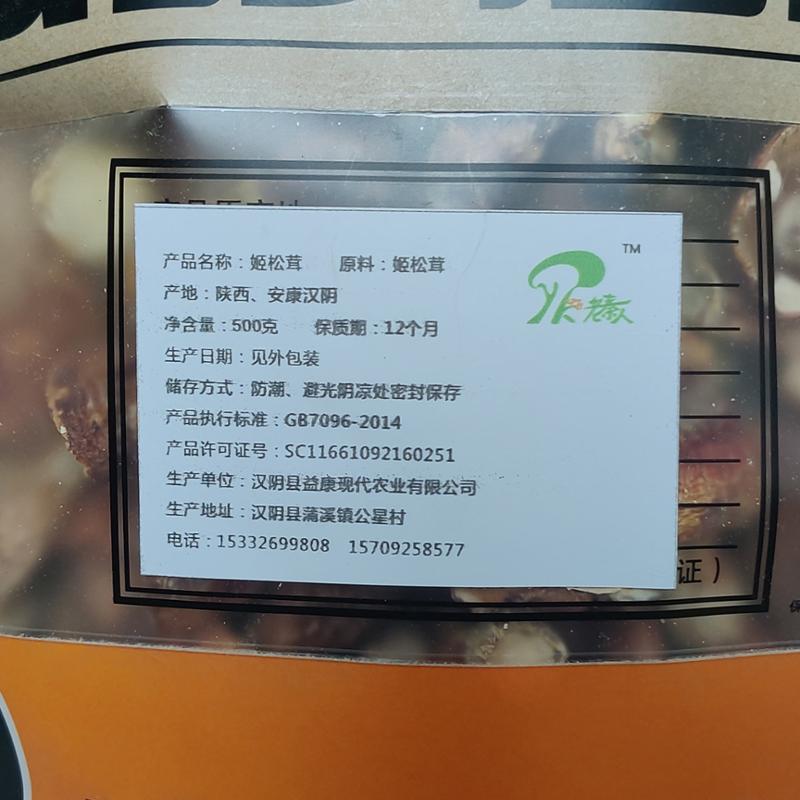 产品名称：姬松茸 原料：姬松茸
产地：陕西、安康汉阴
净含量：500克 保质期：12个月
生产日期：见外包装
储存方式：防潮、避光阴凉处密封保存
产品执行标准：GB7096-2014
产品许可证号：SC11661092160251
生产单位：汉阴县益康现代农业有限公司
生产地址：汉阴县蒲溪镇公星村
电话：15332699808 15709258577
TM
证）